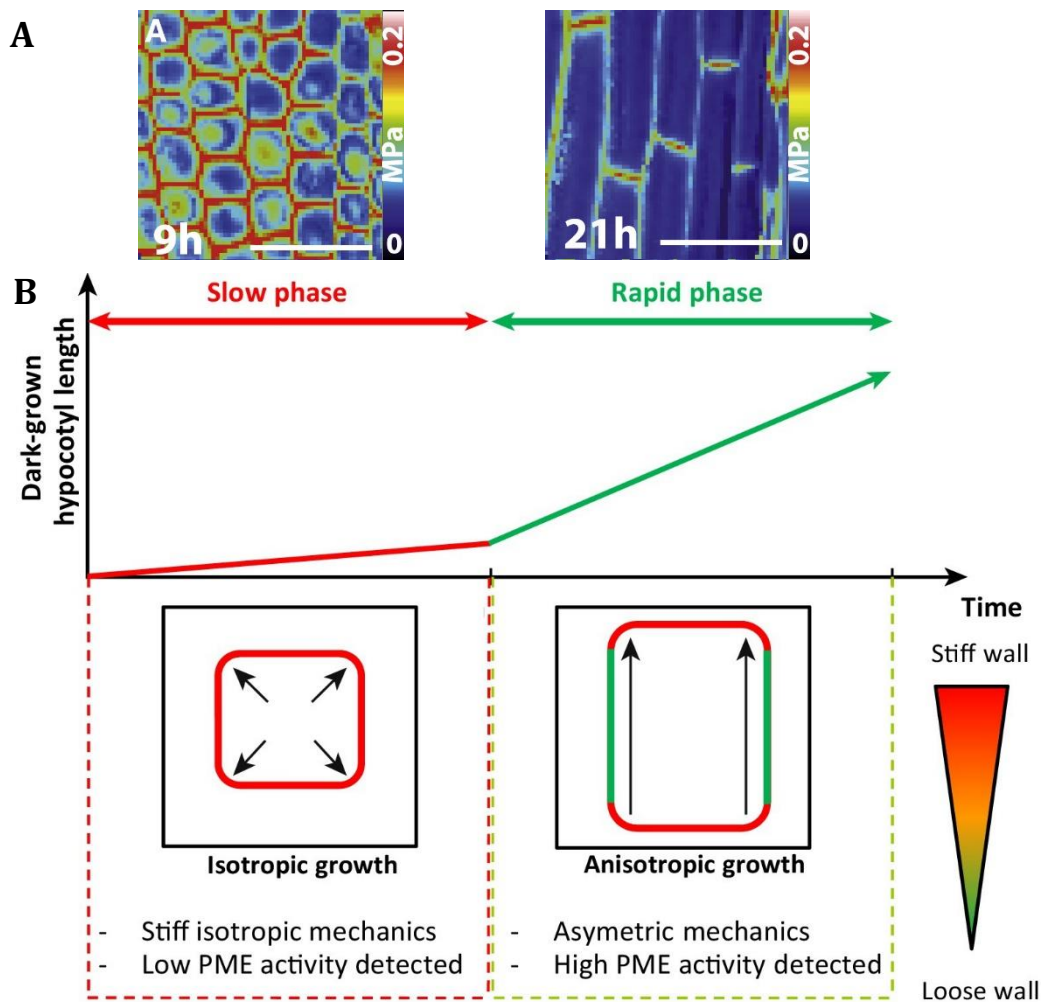 A
A
9h
0.2
MPa
0
21h
0.2
MPa
0
B
Slow phase
Rapid phase
Dark-grown
hypocotyl length
Time
Stiff wall
Isotropic growth
Anisotropic growth
- Stiff isotropic mechanics
- Low PME activity detected
- Asymmetric mechanics
- High PME activity detected
Loose wall